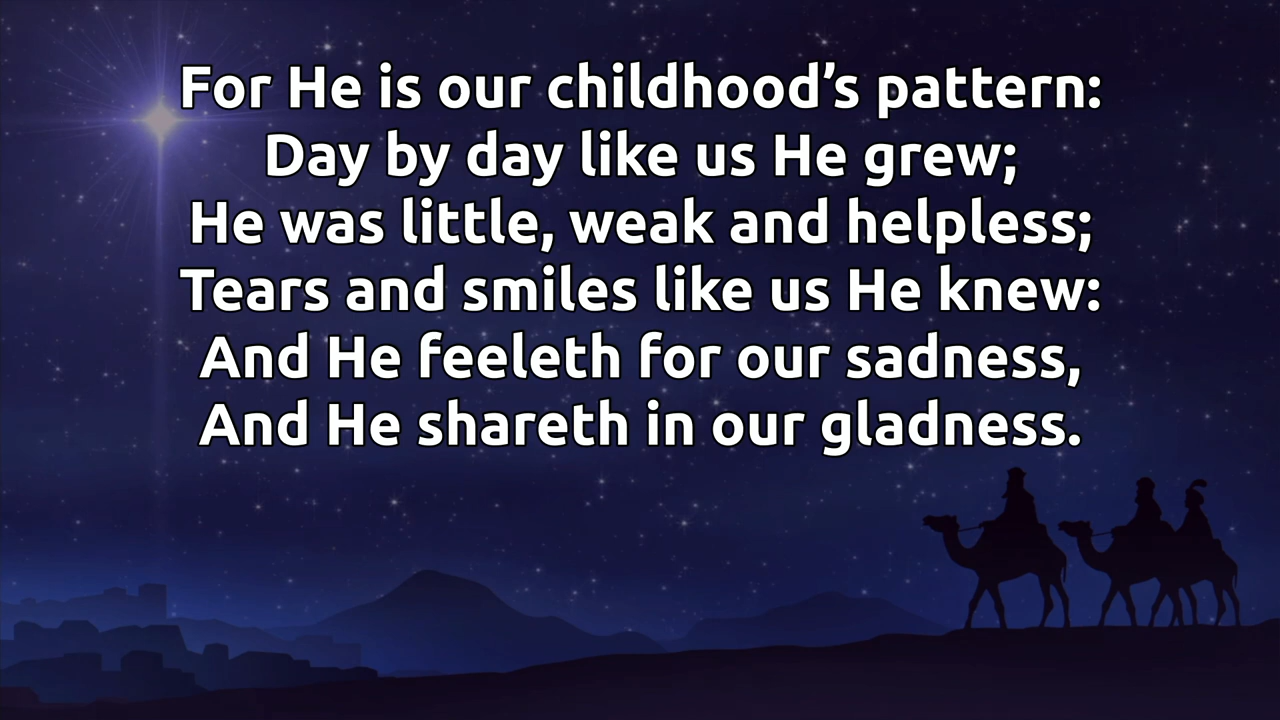 For He is our childhood’s pattern:
Day by day like us He grew;
He was little, weak and helpless;
Tears and smiles like us He knew:
And He feeleth for our sadness,
And He shareth in our gladness.